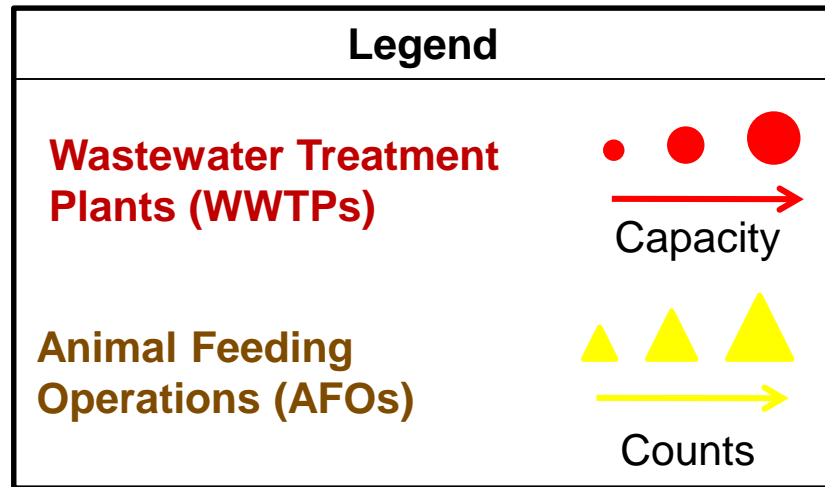 Legend
Wastewater Treatment
Plants (WWTPs)
Capacity
Animal Feeding
Operations (AFOs)
Counts